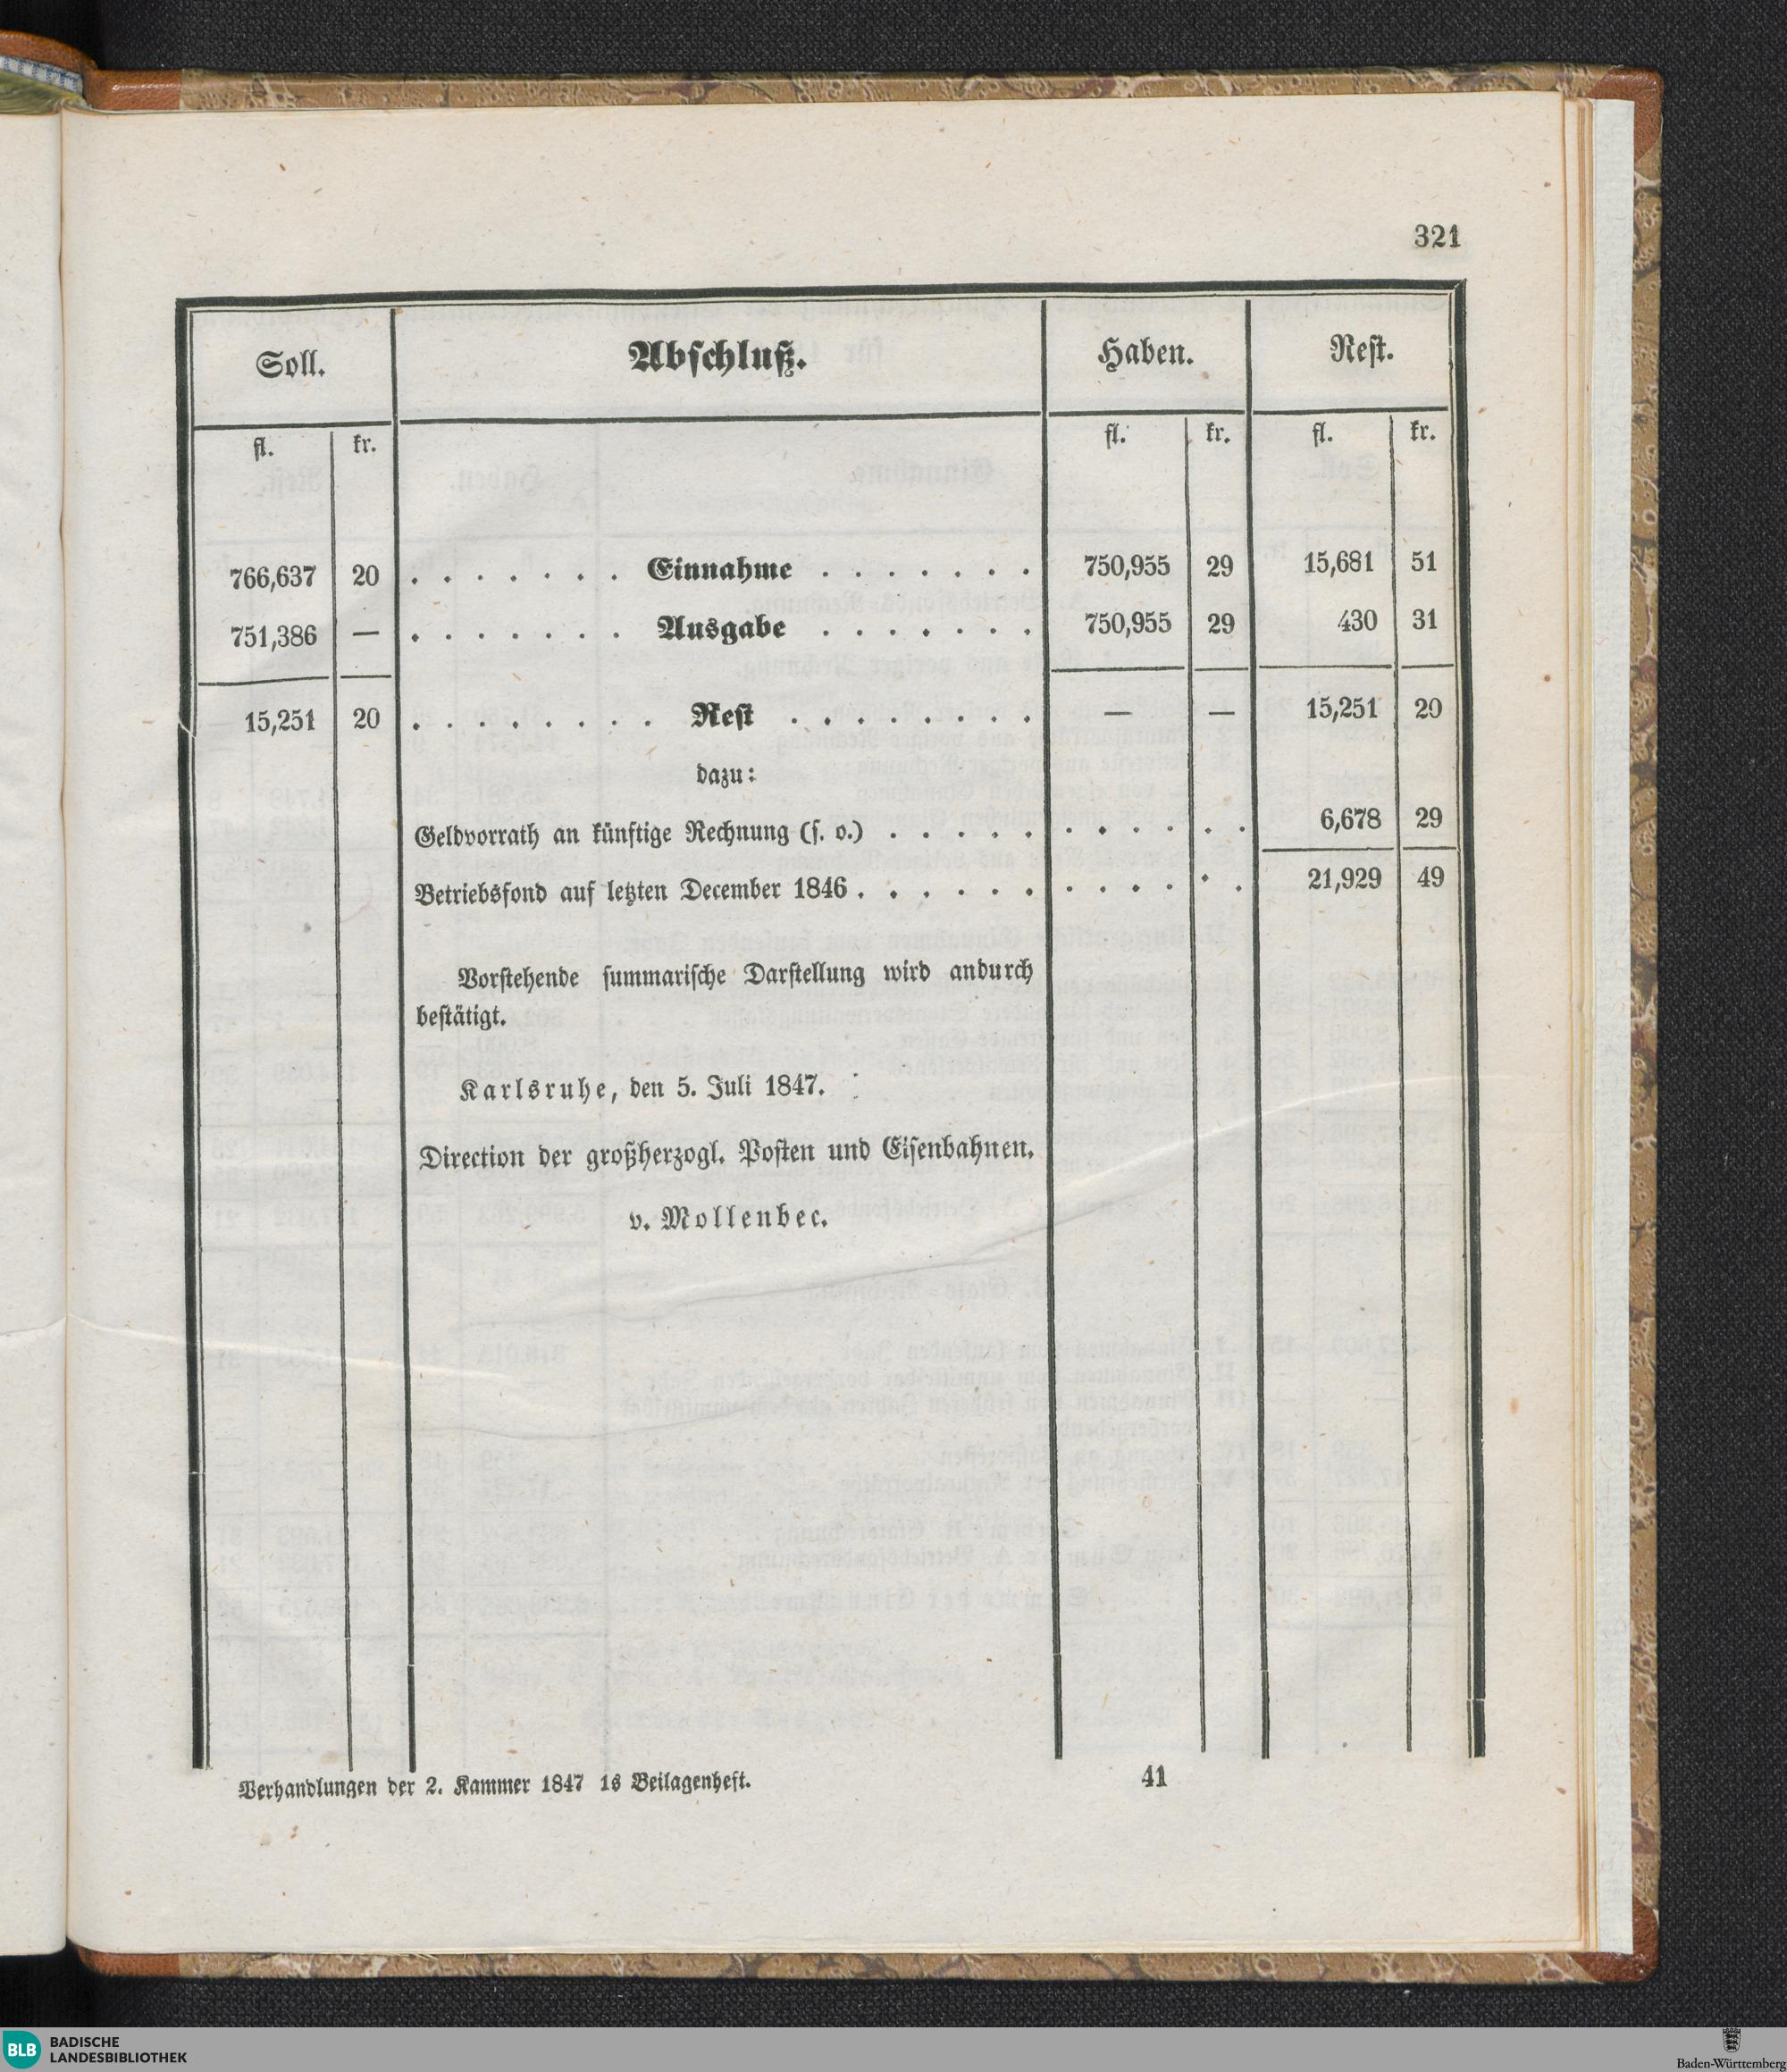 321
Soll. Abschluß. Haben. Rest.
fl. kr. fl. kr. fl. kr.
766,637 20 . . . . . . . Einnahme . . . . . . . 750,955 29 15,681 51
751,386 — . . . . . . . Ausgabe . . . . . . . 750,955 29 430 31
15,251 20 . . . . . . . . Rest . . . . . . . . — — 15,251 20
dazu:
Geldvorrath an künftige Rechnung (s. o.) . . . . . . . . . . . 6,678 29
Betriebsfond auf letzten December 1846 . . . . . . . . . . . . 21,929 49
Vorstehende summarische Darstellung wird andurch
bestätigt.
Karlsruhe, den 5. Juli 1847.
Direction der großherzogl. Posten und Eisenbahnen.
v. Mollenbec.
Verhandlungen der 2. Kammer 1847 1s Beilagenheft. 41
BLB BADISCHE
LANDESBIBLIOTHEK
Baden-Württemberg